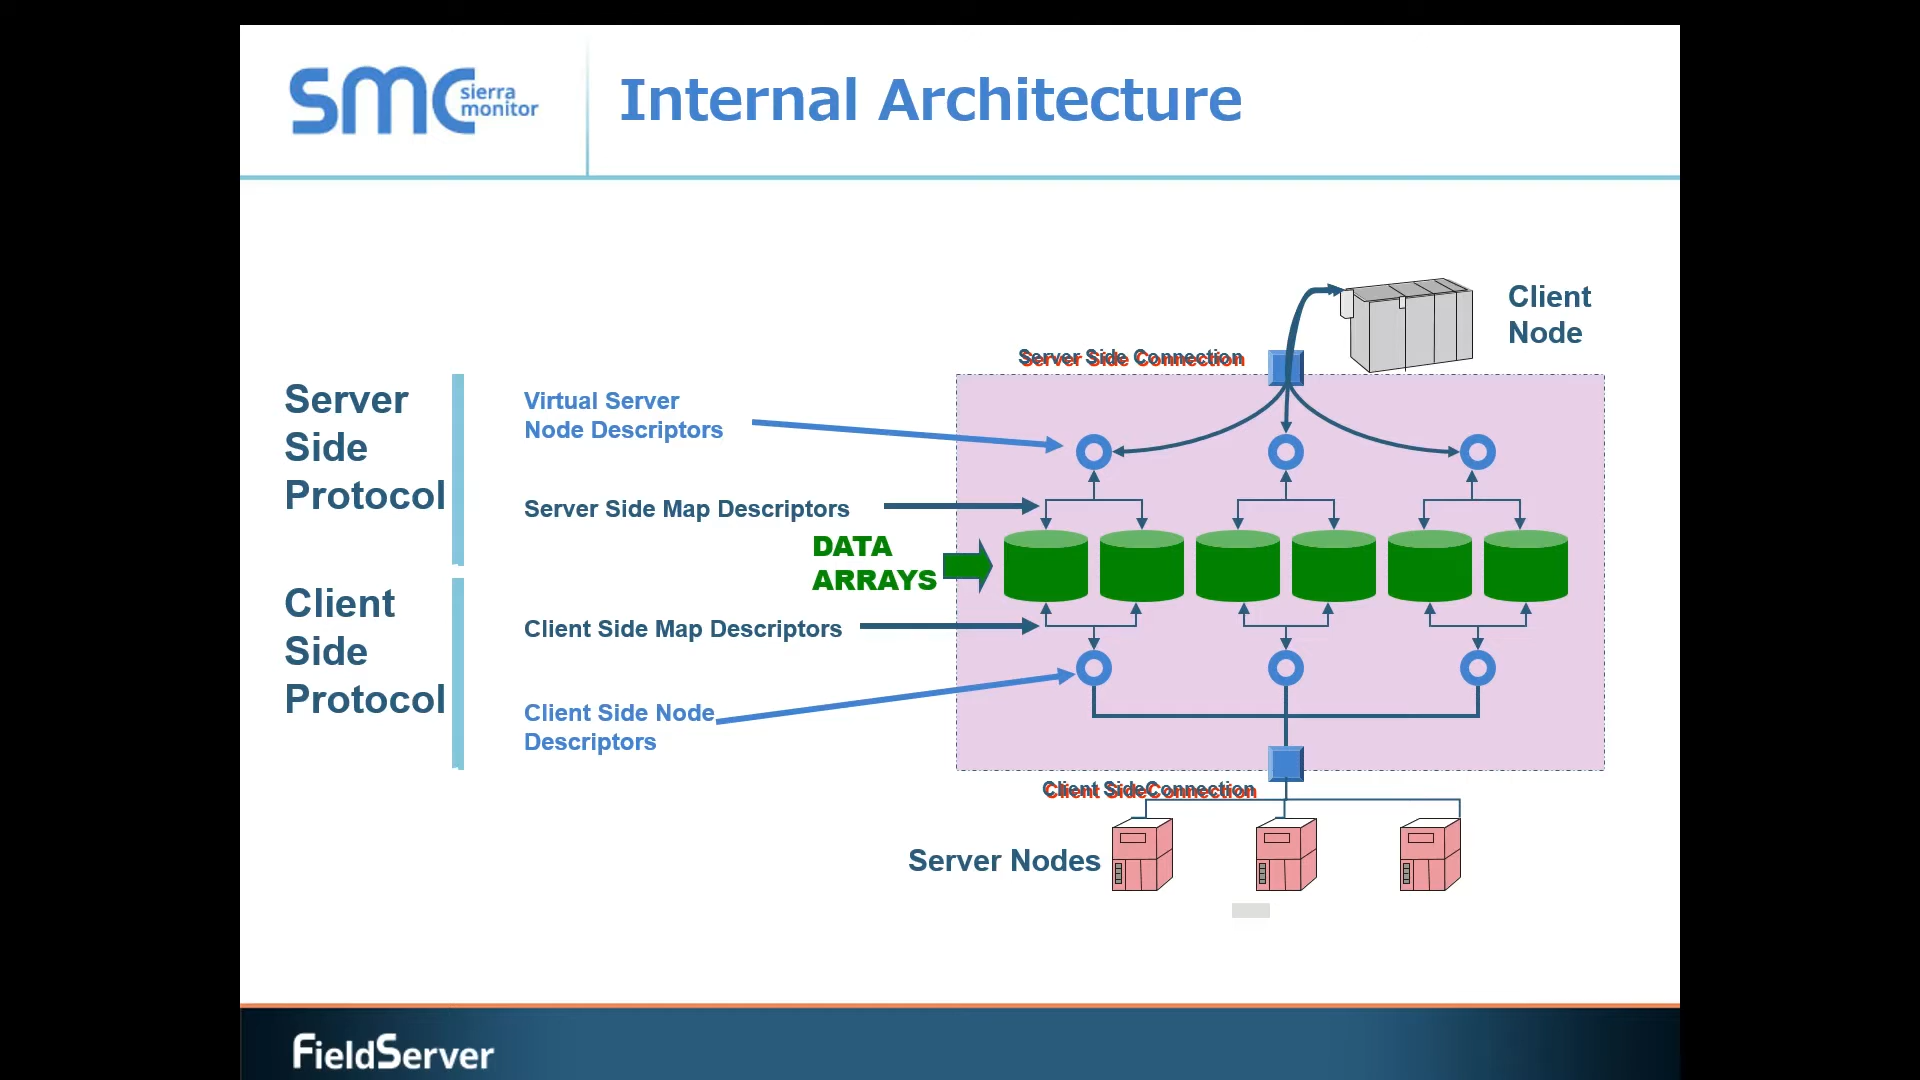 smc sierra
monitor
Internal Architecture
Client
Node
Server Side Connection
Server
Side
Protocol
Virtual Server
Node Descriptors
Server Side Map Descriptors
DATA
ARRAYS
Client
Side
Protocol
Client Side Map Descriptors
Client Side Node
Descriptors
Client SideConnection
Server Nodes
FieldServer